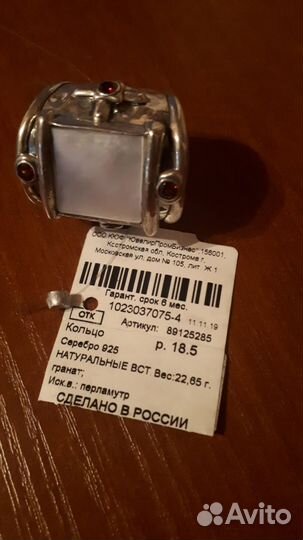 ООО КЮФ "ЮвелирПромБизнес" 156001,
Костромская обл, Кострома г,
Московская ул, дом № 105, лит. Ж 1
Гарант. срок 6 мес.
1023037075-4 11.11.19
ОТК Артикул: 89125285
Кольцо р. 18.5
Серебро 925
НАТУРАЛЬНЫЕ ВСТ Вес:22,65 г.
гранат;
Иск.в.: перламутр
СДЕЛАНО В РОССИИ
Avito